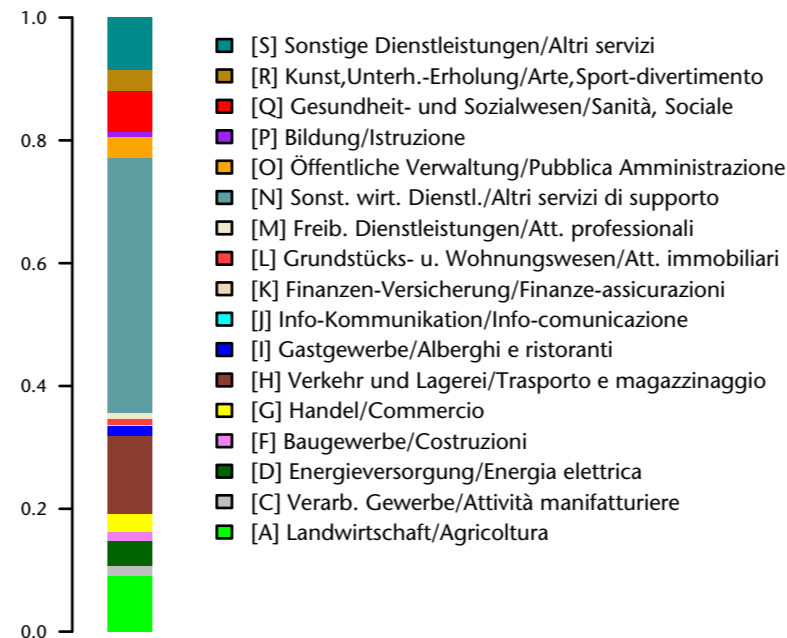 1.0
0.8
0.6
0.4
0.2
0.0
[S] Sonstige Dienstleistungen/Altri servizi
[R] Kunst,Unterh.-Erholung/Arte,Sport-divertimento
[Q] Gesundheit- und Sozialwesen/Sanità, Sociale
[P] Bildung/Istruzione
[O] Öffentliche Verwaltung/Pubblica Amministrazione
[N] Sonst. wirt. Dienstl./Altri servizi di supporto
[M] Freib. Dienstleistungen/Att. professionali
[L] Grundstücks- u. Wohnungswesen/Att. immobiliari
[K] Finanzen-Versicherung/Finanze-assicurazioni
[J] Info-Kommunikation/Info-comunicazione
[I] Gastgewerbe/Alberghi e ristoranti
[H] Verkehr und Lagerei/Trasporto e magazzinaggio
[G] Handel/Commercio
[F] Baugewerbe/Costruzioni
[D] Energieversorgung/Energia elettrica
[C] Verarb. Gewerbe/Attività manifatturiere
[A] Landwirtschaft/Agricoltura